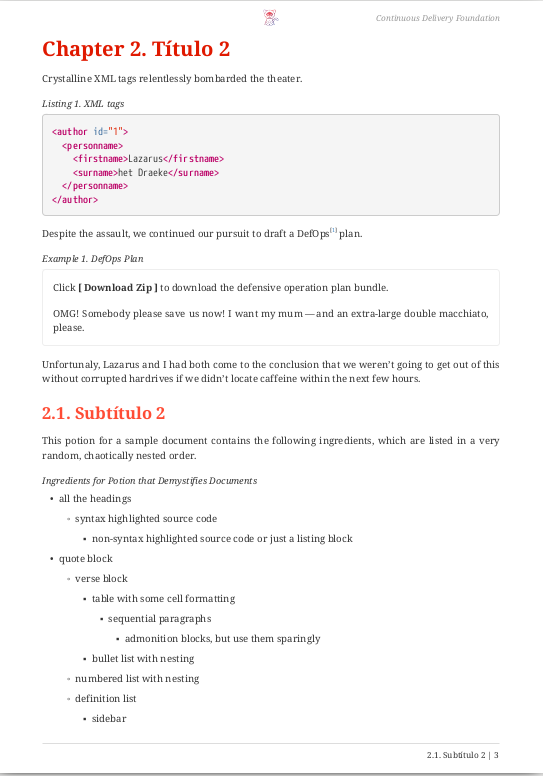 Continuous Delivery Foundation
Chapter 2. Título 2
Crystalline XML tags relentlessly bombarded the theater.
Listing 1. XML tags
<author id="1">
  <personname>
    <firstname>Lazarus</firstname>
    <surname>het Draeke</surname>
  </personname>
</author>
Despite the assault, we continued our pursuit to draft a DefOps[1] plan.
Example 1. DefOps Plan
Click [ Download Zip ] to download the defensive operation plan bundle.
OMG! Somebody please save us now! I want my mum — and an extra-large double macchiato,
please.
Unfortunaly, Lazarus and I had both come to the conclusion that we weren't going to get out of this
without corrupted hardrives if we didn't locate caffeine within the next few hours.
2.1. Subtítulo 2
This potion for a sample document contains the following ingredients, which are listed in a very
random, chaotically nested order.
Ingredients for Potion that Demystifies Documents
• all the headings
◦ syntax highlighted source code
▪ non-syntax highlighted source code or just a listing block
• quote block
◦ verse block
▪ table with some cell formatting
▪ sequential paragraphs
▪ admonition blocks, but use them sparingly
▪ bullet list with nesting
◦ numbered list with nesting
◦ definition list
▪ sidebar
2.1. Subtítulo 2 | 3